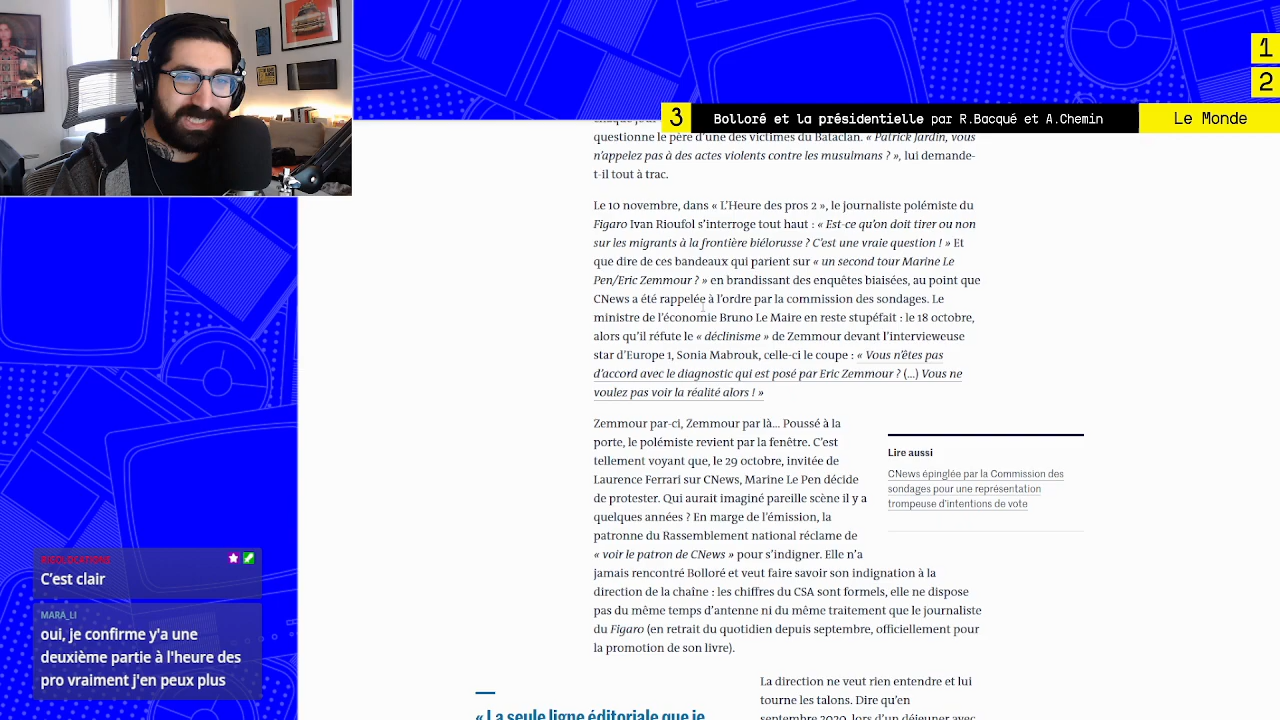 1
2
3
Bolloré et la présidentielle par R.Bacqué et A.Chemin
Le Monde
questionne le père d'une des victimes du Bataclan. « Patrick Jardin, vous
n'appelez pas à des actes violents contre les musulmans ? », lui demande-
t-il tout à trac.
Le 10 novembre, dans « L'Heure des pros 2 », le journaliste polémiste du
Figaro Ivan Rioufol s'interroge tout haut : « Est-ce qu'on doit tirer ou non
sur les migrants à la frontière biélorusse ? C'est une vraie question ! » Et
que dire de ces bandeaux qui parient sur « un second tour Marine Le
Pen/Eric Zemmour ? » en brandissant des enquêtes biaisées, au point que
CNews a été rappelée à l'ordre par la commission des sondages. Le
ministre de l'économie Bruno Le Maire en reste stupéfait : le 18 octobre,
alors qu'il réfute le « déclinisme » de Zemmour devant l'intervieweuse
star d'Europe 1, Sonia Mabrouk, celle-ci le coupe : « Vous n'êtes pas
d'accord avec le diagnostic qui est posé par Eric Zemmour ? (…) Vous ne
voulez pas voir la réalité alors ! »
Zemmour par-ci, Zemmour par là… Poussé à la
porte, le polémiste revient par la fenêtre. C'est
tellement voyant que, le 29 octobre, invitée de
Laurence Ferrari sur CNews, Marine Le Pen décide
de protester. Qui aurait imaginé pareille scène il y a
quelques années ? En marge de l'émission, la
patronne du Rassemblement national réclame de
« voir le patron de CNews » pour s'indigner. Elle n'a
jamais rencontré Bolloré et veut faire savoir son indignation à la
direction de la chaîne : les chiffres du CSA sont formels, elle ne dispose
pas du même temps d'antenne ni du même traitement que le journaliste
du Figaro (en retrait du quotidien depuis septembre, officiellement pour
la promotion de son livre).
Lire aussi
CNews épinglée par la Commission des
sondages pour une représentation
trompeuse d'intentions de vote
La direction ne veut rien entendre et lui
tourne les talons. Dire qu'en
septembre 2020, lors d'un déjeuner avec
« La seule ligne éditoriale que je
C'est clair
MARA_LI
oui, je confirme y'a une
deuxième partie à l'heure des
pro vraiment j'en peux plus